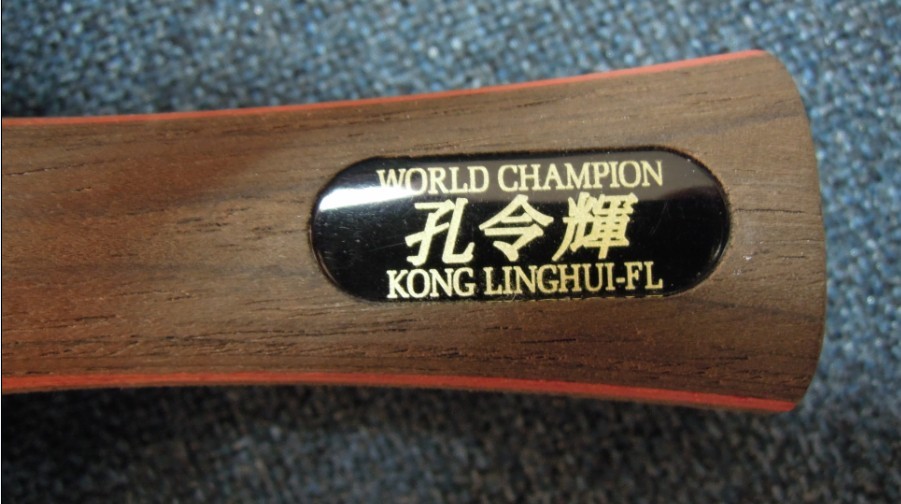 WORLD CHAMPION
孔令輝
KONG LINGHUI-FL